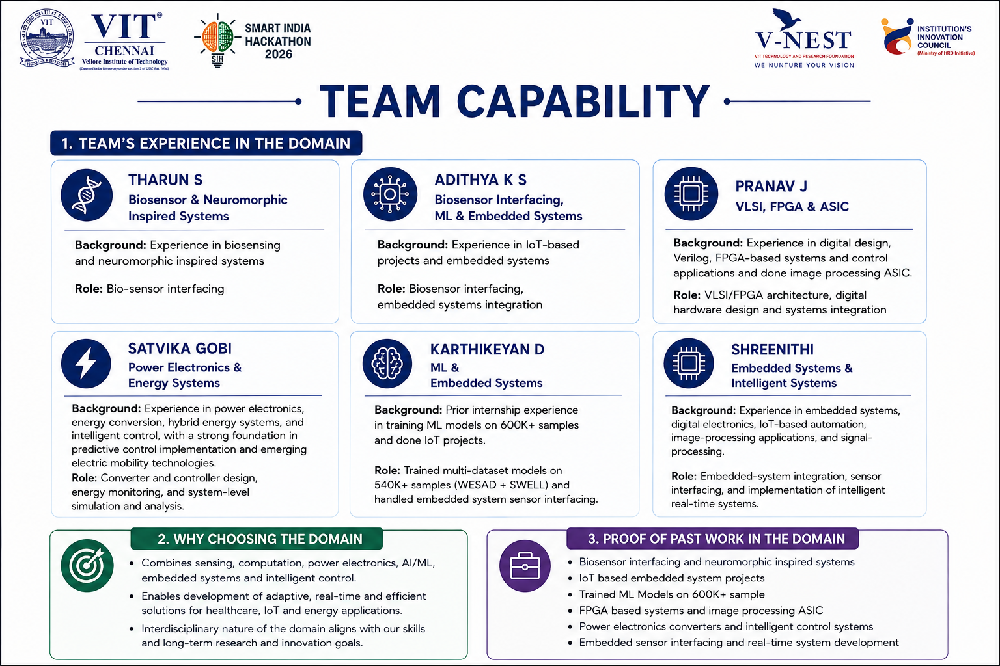 VIT
VIT®
CHENNAI
Vellore Institute of Technology
(Deemed to be University under section 3 of UGC Act, 1956)
SMART INDIA
HACKATHON
2026
SIH
V-NEST
VIT TECHNOLOGY AND RESEARCH FOUNDATION
WE NUNTURE YOUR VISION
INSTITUTION'S
INNOVATION
COUNCIL
(Ministry of HRD Initiative)
TEAM CAPABILITY
1. TEAM'S EXPERIENCE IN THE DOMAIN
THARUN S
Biosensor & Neuromorphic
Inspired Systems
Background: Experience in biosensing
and neuromorphic inspired systems
Role: Bio-sensor interfacing
ADITHYA K S
Biosensor Interfacing,
ML & Embedded Systems
Background: Experience in IoT-based
projects and embedded systems
Role: Biosensor interfacing,
embedded systems integration
PRANAV J
VLSI, FPGA & ASIC
Background: Experience in digital design,
Verilog, FPGA-based systems and control
applications and done image processing ASIC.
Role: VLSI/FPGA architecture, digital
hardware design and systems integration
SATVIKA GOBI
Power Electronics &
Energy Systems
Background: Experience in power electronics,
energy conversion, hybrid energy systems, and
intelligent control, with a strong foundation in
predictive control implementation and emerging
electric mobility technologies.
Role: Converter and controller design,
energy monitoring, and system-level
simulation and analysis.
KARTHIKEYAN D
ML &
Embedded Systems
Background: Prior internship experience
in training ML models on 600K+ samples
and done IoT projects.
Role: Trained multi-dataset models on
540K+ samples (WESAD + SWELL) and
handled embedded system sensor interfacing.
SHREENITHI
Embedded Systems &
Intelligent Systems
Background: Experience in embedded systems,
digital electronics, IoT-based automation,
image-processing applications, and signal-
processing.
Role: Embedded-system integration, sensor
interfacing, and implementation of intelligent
real-time systems.
2. WHY CHOOSING THE DOMAIN
• Combines sensing, computation, power electronics, AI/ML,
embedded systems and intelligent control.
• Enables development of adaptive, real-time and efficient
solutions for healthcare, IoT and energy applications.
• Interdisciplinary nature of the domain aligns with our skills
and long-term research and innovation goals.
3. PROOF OF PAST WORK IN THE DOMAIN
• Biosensor interfacing and neuromorphic inspired systems
• IoT based embedded system projects
• Trained ML Models on 600K+ sample
• FPGA based systems and image processing ASIC
• Power electronics converters and intelligent control systems
• Embedded sensor interfacing and real-time system development